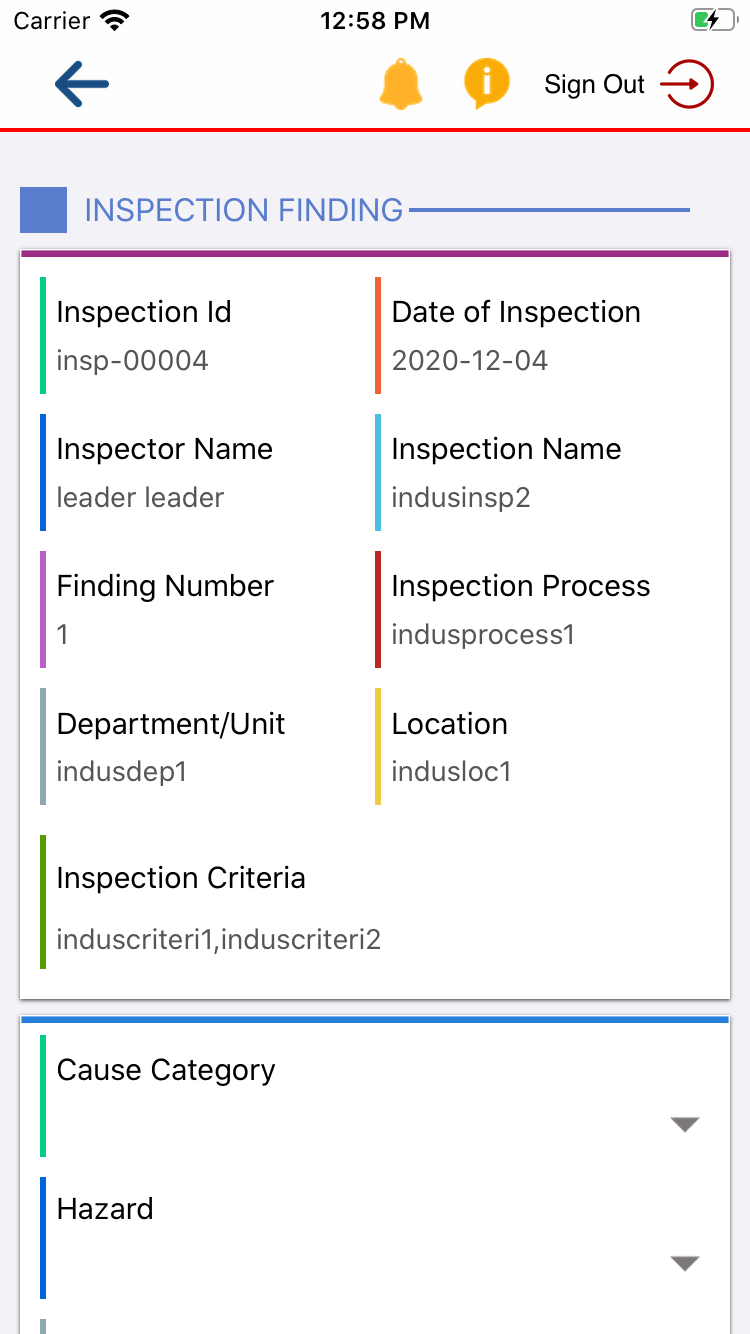 Carrier 12:58 PM
Sign Out
INSPECTION FINDING
Inspection Id
insp-00004
Date of Inspection
2020-12-04
Inspector Name
leader leader
Inspection Name
indusinsp2
Finding Number
1
Inspection Process
indusprocess1
Department/Unit
indusdep1
Location
indusloc1
Inspection Criteria
induscriteri1,induscriteri2
Cause Category
Hazard